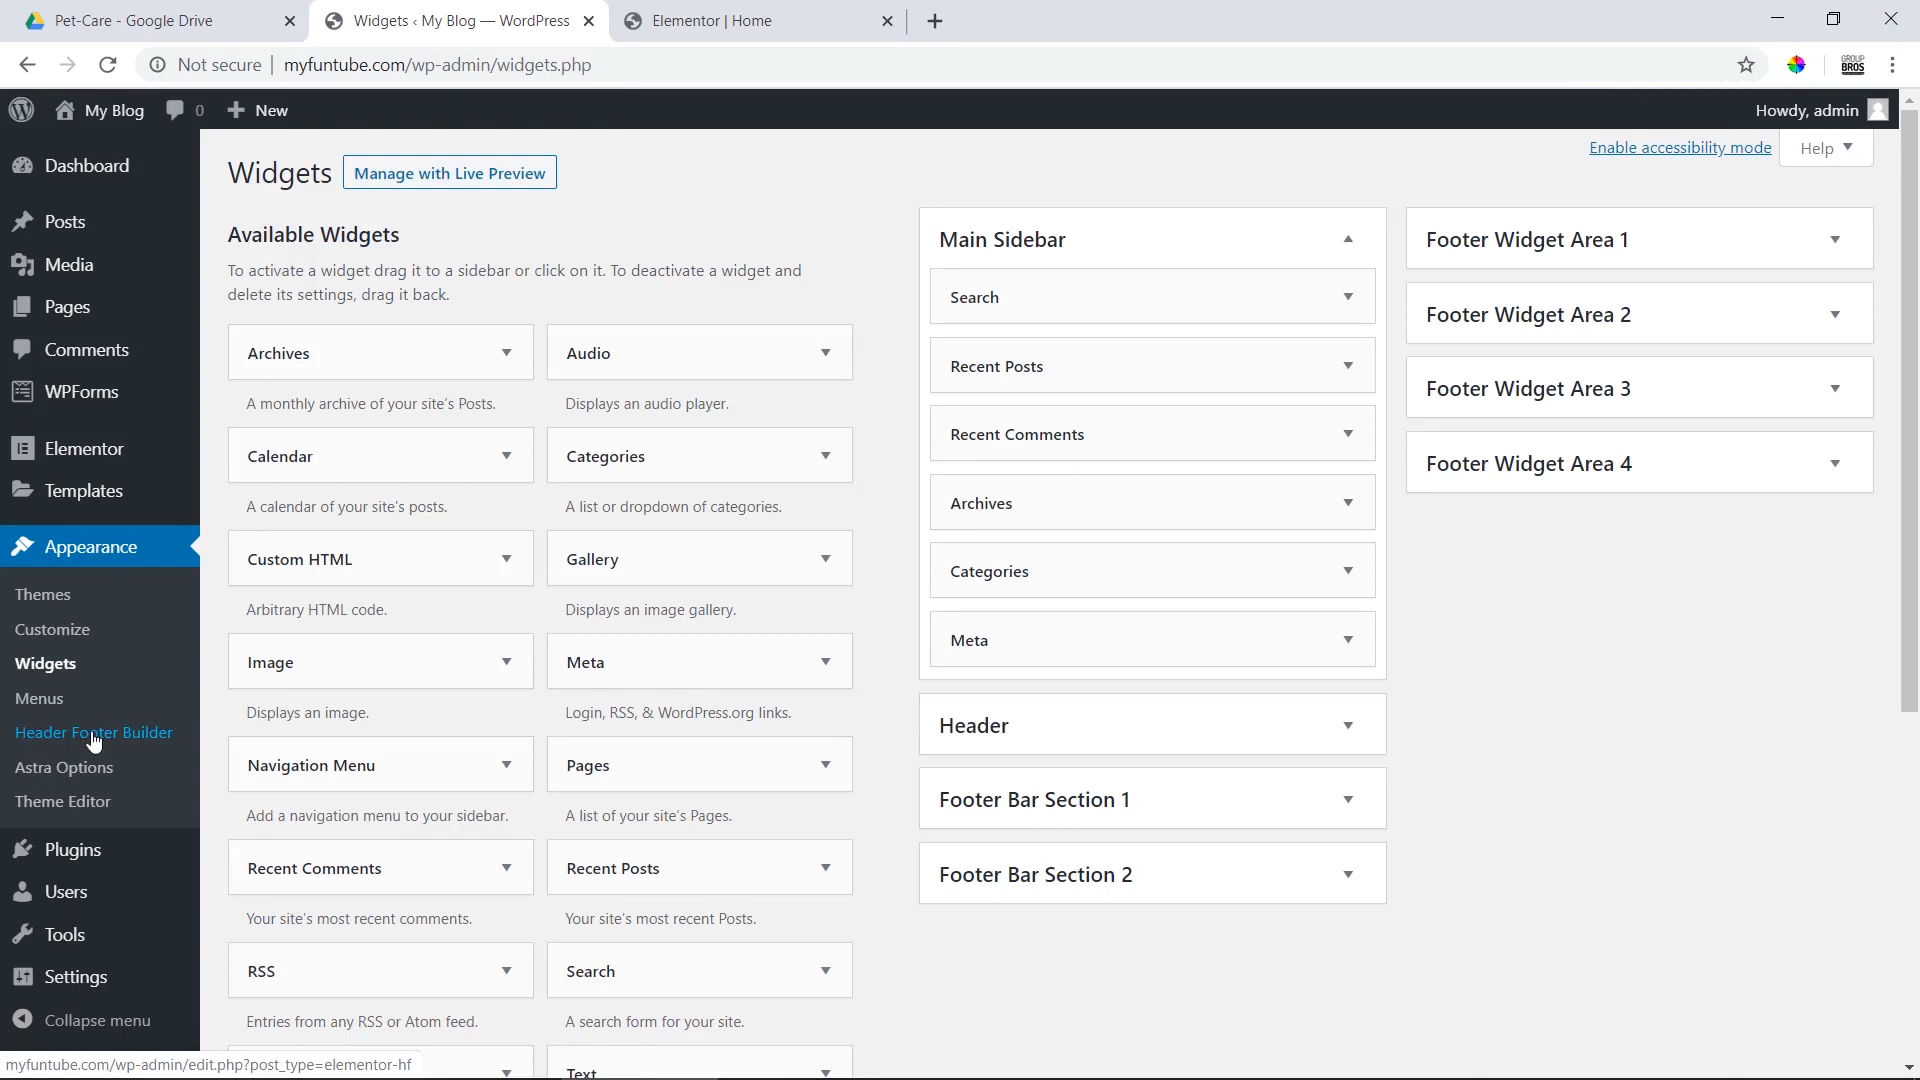 Pet-Care - Google Drive
Widgets ‹ My Blog — WordPress
Elementor | Home
Not secure
myfuntube.com/wp-admin/widgets.php
GROUP
BROS
My Blog
0
New
Howdy, admin
Dashboard
Posts
Media
Pages
Comments
WPForms
Elementor
Templates
Appearance
Themes
Customize
Widgets
Menus
Header Footer Builder
Astra Options
Theme Editor
Plugins
Users
Tools
Settings
Collapse menu
myfuntube.com/wp-admin/edit.php?post_type=elementor-hf
Widgets
Manage with Live Preview
Enable accessibility mode
Help
Available Widgets
To activate a widget drag it to a sidebar or click on it. To deactivate a widget and
delete its settings, drag it back.
Archives
A monthly archive of your site's Posts.
Audio
Displays an audio player.
Calendar
A calendar of your site's posts.
Categories
A list or dropdown of categories.
Custom HTML
Arbitrary HTML code.
Gallery
Displays an image gallery.
Image
Displays an image.
Meta
Login, RSS, & WordPress.org links.
Navigation Menu
Add a navigation menu to your sidebar.
Pages
A list of your site's Pages.
Recent Comments
Your site's most recent comments.
Recent Posts
Your site's most recent Posts.
RSS
Entries from any RSS or Atom feed.
Search
A search form for your site.
Text
Main Sidebar
Search
Recent Posts
Recent Comments
Archives
Categories
Meta
Header
Footer Bar Section 1
Footer Bar Section 2
Footer Widget Area 1
Footer Widget Area 2
Footer Widget Area 3
Footer Widget Area 4